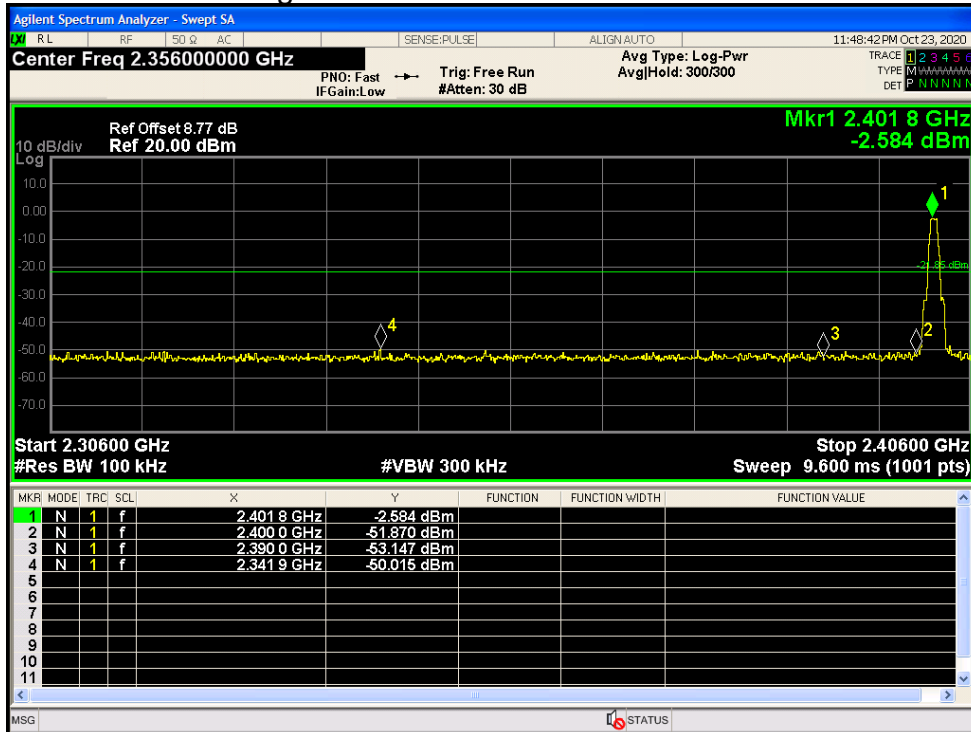 Agilent Spectrum Analyzer - Swept SA
LXI RL RF 50 Ω AC SENSE:PULSE ALIGN AUTO 11:48:42 PM Oct 23, 2020
Center Freq 2.356000000 GHz
PNO: Fast Trig: Free Run Avg Type: Log-Pwr TRACE 1 2 3 4 5 6
IFGain:Low #Atten: 30 dB Avg|Hold: 300/300 TYPE M
DET P N N N N N
Mkr1 2.401 8 GHz
Ref Offset 8.77 dB
-2.584 dBm
10 dB/div Ref 20.00 dBm
Log
10.0
1
0.00
-10.0
-20.0
-21.85 dBm
-30.0
-40.0
4
3
2
-50.0
-60.0
-70.0
Start 2.30600 GHz Stop 2.40600 GHz
#Res BW 100 kHz #VBW 300 kHz Sweep 9.600 ms (1001 pts)
MKR MODE TRC SCL X Y FUNCTION FUNCTION WIDTH FUNCTION VALUE
1 N 1 f 2.401 8 GHz -2.584 dBm
2 N 1 f 2.400 0 GHz -51.870 dBm
3 N 1 f 2.390 0 GHz -53.147 dBm
4 N 1 f 2.341 9 GHz -50.015 dBm
5
6
7
8
9
10
11
MSG STATUS